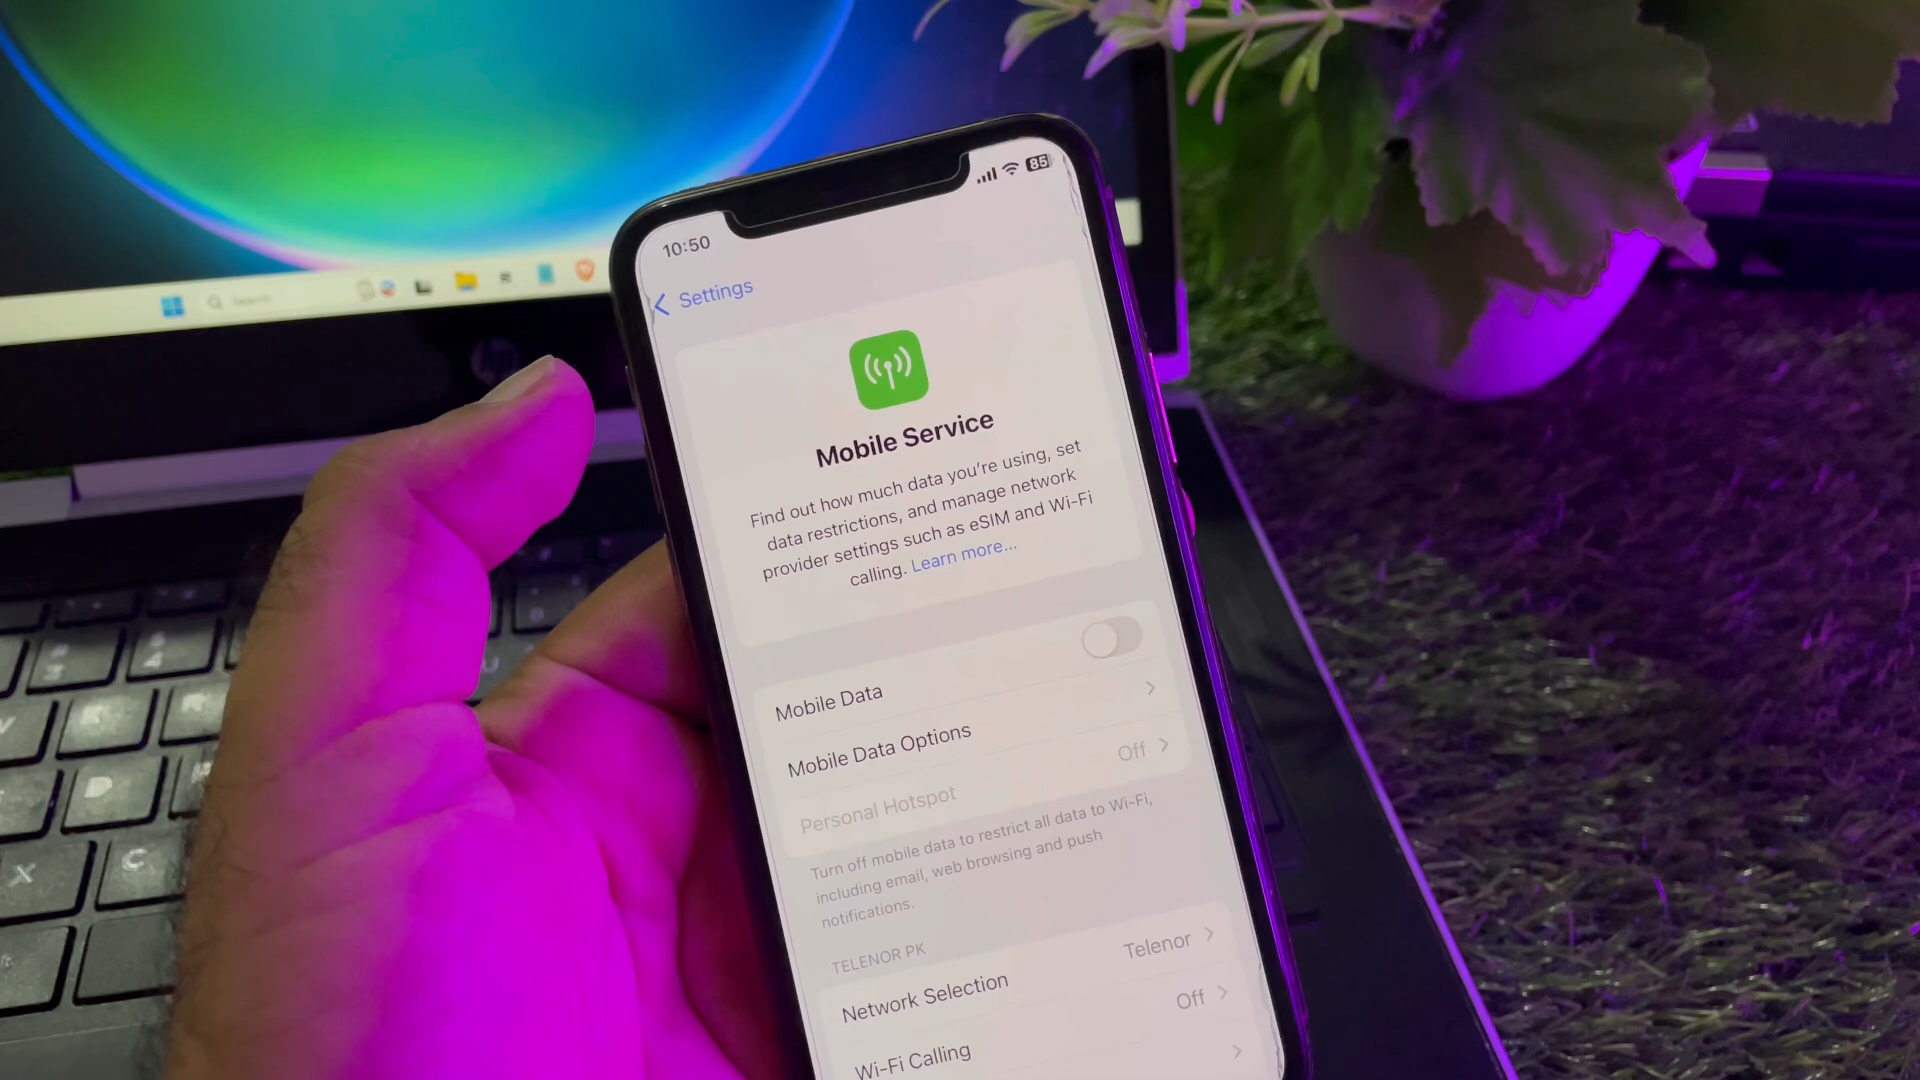 Search
10:50
85
Settings
Mobile Service
Find out how much data you're using, set
data restrictions, and manage network
provider settings such as eSIM and Wi-Fi
calling. Learn more...
Mobile Data
Mobile Data Options
Personal Hotspot Off
Turn off mobile data to restrict all data to Wi-Fi,
including email, web browsing and push
notifications.
TELENOR PK
Network Selection Telenor
Wi-Fi Calling Off
X
C
D